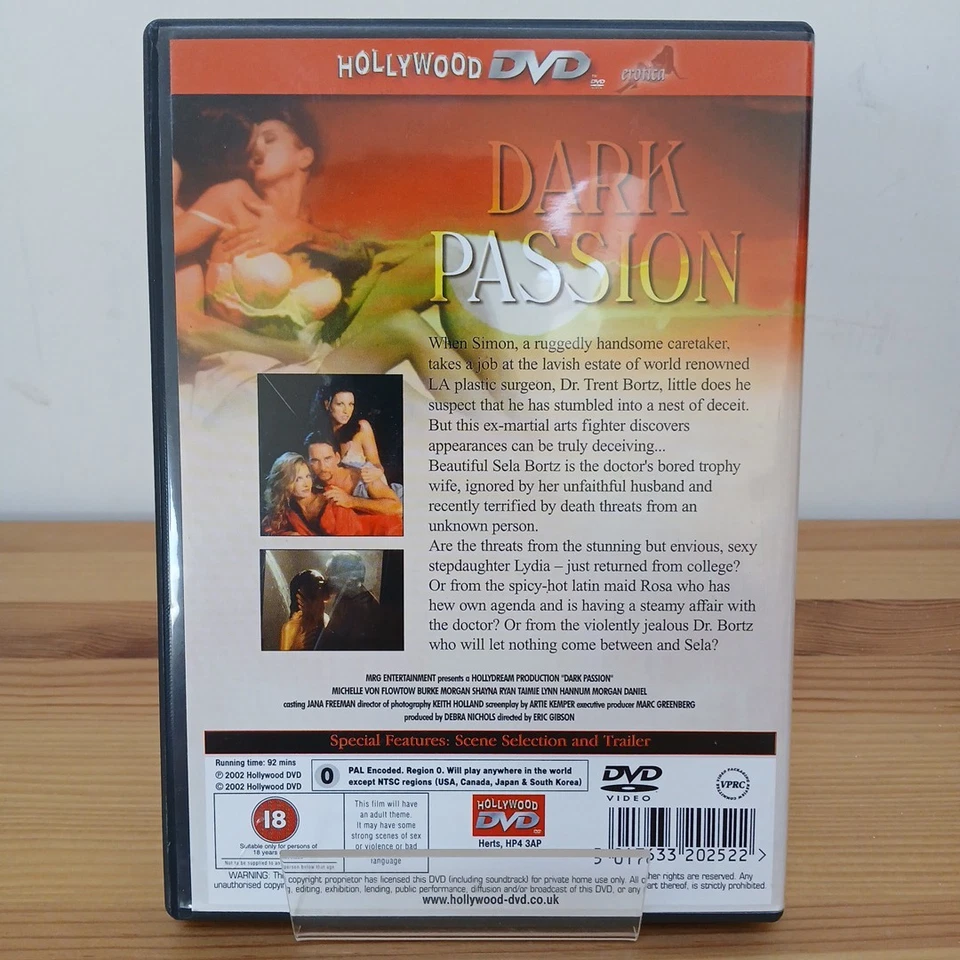 HOLLYWOOD DVD erotica
DARK
PASSION
When Simon, a ruggedly handsome caretaker,
takes a job at the lavish estate of world renowned
LA plastic surgeon, Dr. Trent Bortz, little does he
suspect that he has stumbled into a nest of deceit.
But this ex-martial arts fighter discovers
appearances can be truly deceiving...
Beautiful Sela Bortz is the doctor's bored trophy
wife, ignored by her unfaithful husband and
recently terrified by death threats from an
unknown person.
Are the threats from the stunning but envious, sexy
stepdaughter Lydia – just returned from college?
Or from the spicy-hot latin maid Rosa who has
hew own agenda and is having a steamy affair with
the doctor? Or from the violently jealous Dr. Bortz
who will let nothing come between and Sela?
MRG ENTERTAINMENT presents a HOLLYDREAM PRODUCTION "DARK PASSION"
MICHELLE VON FLOWTOW BURKE MORGAN SHAYNA RYAN TAIMIE LYNN HANNUM MORGAN DANIEL
casting JANA FREEMAN director of photography KEITH HOLLAND screenplay by ARTIE KEMPER executive producer MARC GREENBERG
produced by DEBRA NICHOLS directed by ERIC GIBSON
Special Features: Scene Selection and Trailer
Running time: 92 mins
℗ 2002 Hollywood DVD
© 2002 Hollywood DVD
0
PAL Encoded. Region 0. Will play anywhere in the world
except NTSC regions (USA, Canada, Japan & South Korea)
DVD
VIDEO
VPRC
18
Suitable only for persons of
18 years
Not to be supplied to any person below that age
This film will have
an adult theme.
It may have some
strong scenes of sex
or violence or bad
language
HOLLYWOOD
DVD
Herts, HP4 3AP
5 017633 202522 >
WARNING: copyright proprietor has licensed this DVD (including soundtrack) for private home use only. All other rights are reserved. Any
unauthorised editing, exhibition, lending, public performance, diffusion and/or broadcast of this DVD, or any part thereof, is strictly prohibited.
www.hollywood-dvd.co.uk